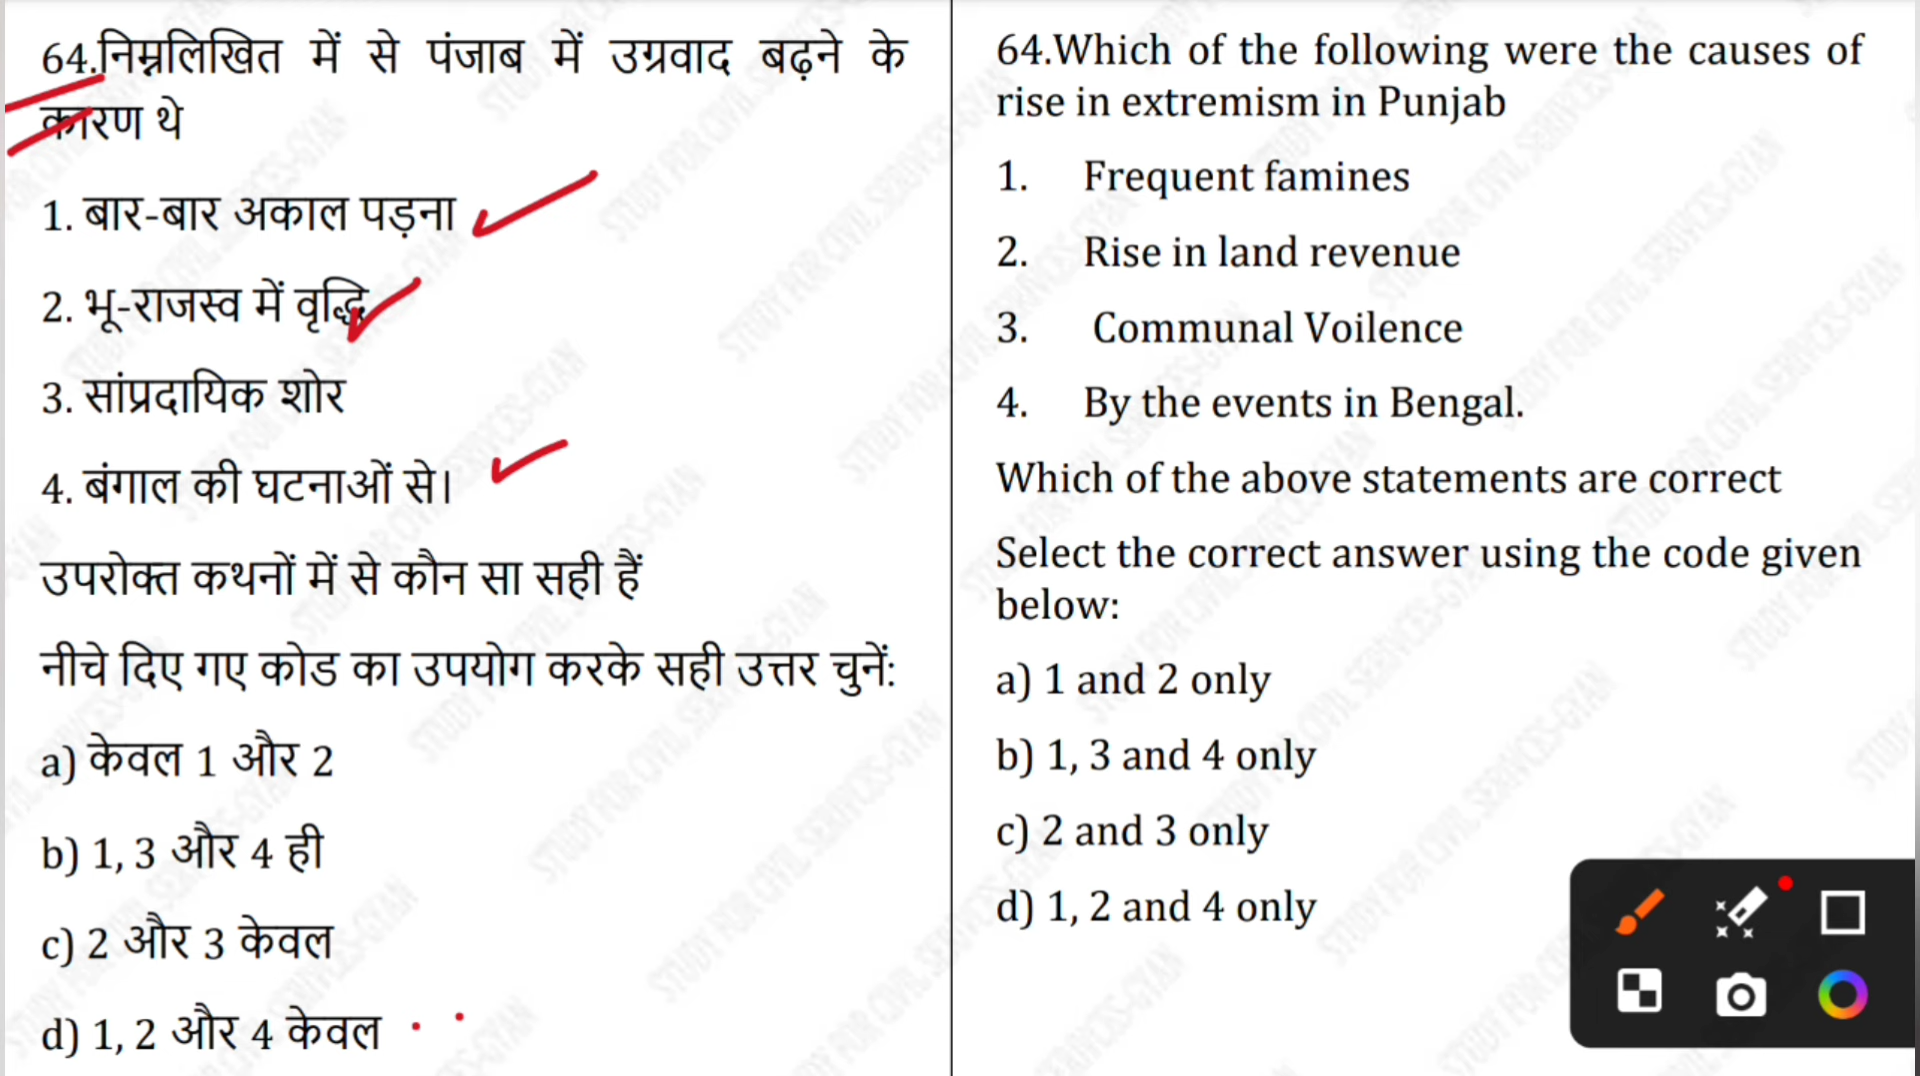 64.निम्नलिखित में से पंजाब में उग्रवाद बढ़ने के
कारण थे
1. बार-बार अकाल पड़ना
2. भू-राजस्व में वृद्धि
3. सांप्रदायिक शोर
4. बंगाल की घटनाओं से।
उपरोक्त कथनों में से कौन सा सही हैं
नीचे दिए गए कोड का उपयोग करके सही उत्तर चुनें:
a) केवल 1 और 2
b) 1, 3 और 4 ही
c) 2 और 3 केवल
d) 1, 2 और 4 केवल
64.Which of the following were the causes of
rise in extremism in Punjab
1. Frequent famines
2. Rise in land revenue
3. Communal Voilence
4. By the events in Bengal.
Which of the above statements are correct
Select the correct answer using the code given
below:
a) 1 and 2 only
b) 1, 3 and 4 only
c) 2 and 3 only
d) 1, 2 and 4 only
STUDY FOR CIVIL SERIVCES-GYAN